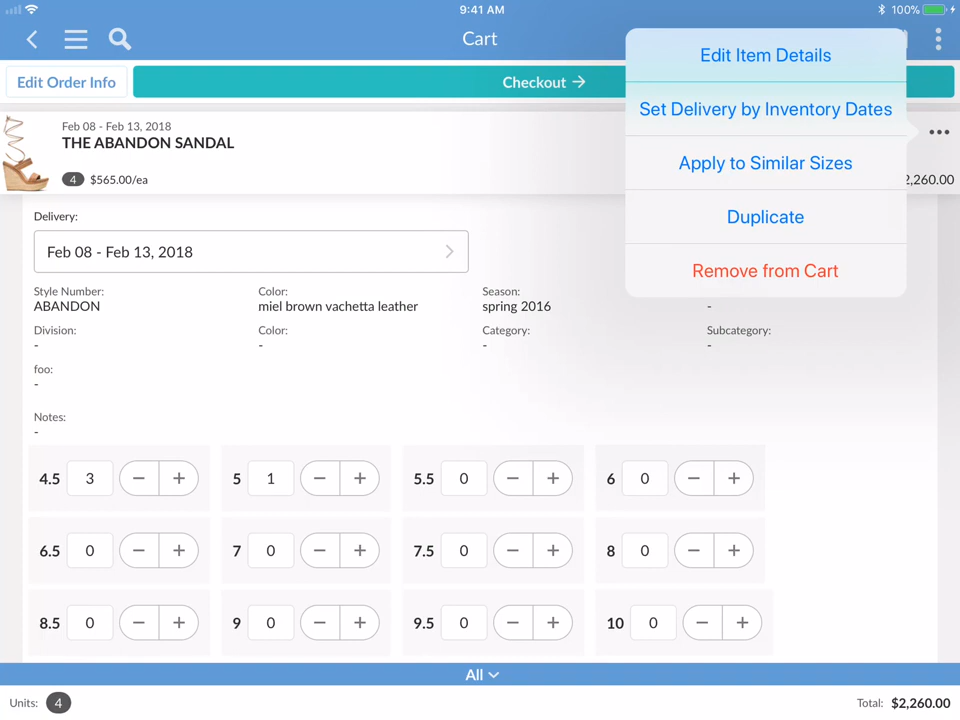 9:41 AM
100%
Cart
Edit Order Info
Checkout →
Edit Item Details
Set Delivery by Inventory Dates
Apply to Similar Sizes
Duplicate
Remove from Cart
Feb 08 - Feb 13, 2018
THE ABANDON SANDAL
4 $565.00/ea
2,260.00
Delivery:
Feb 08 - Feb 13, 2018
Style Number: Color: Season:
ABANDON miel brown vachetta leather spring 2016 -
Division: Color: Category: Subcategory:
- - - -
foo:
-
Notes:
-
4.5 3 − + 5 1 − + 5.5 0 − + 6 0 − +
6.5 0 − + 7 0 − + 7.5 0 − + 8 0 − +
8.5 0 − + 9 0 − + 9.5 0 − + 10 0 − +
All
Units: 4 Total: $2,260.00